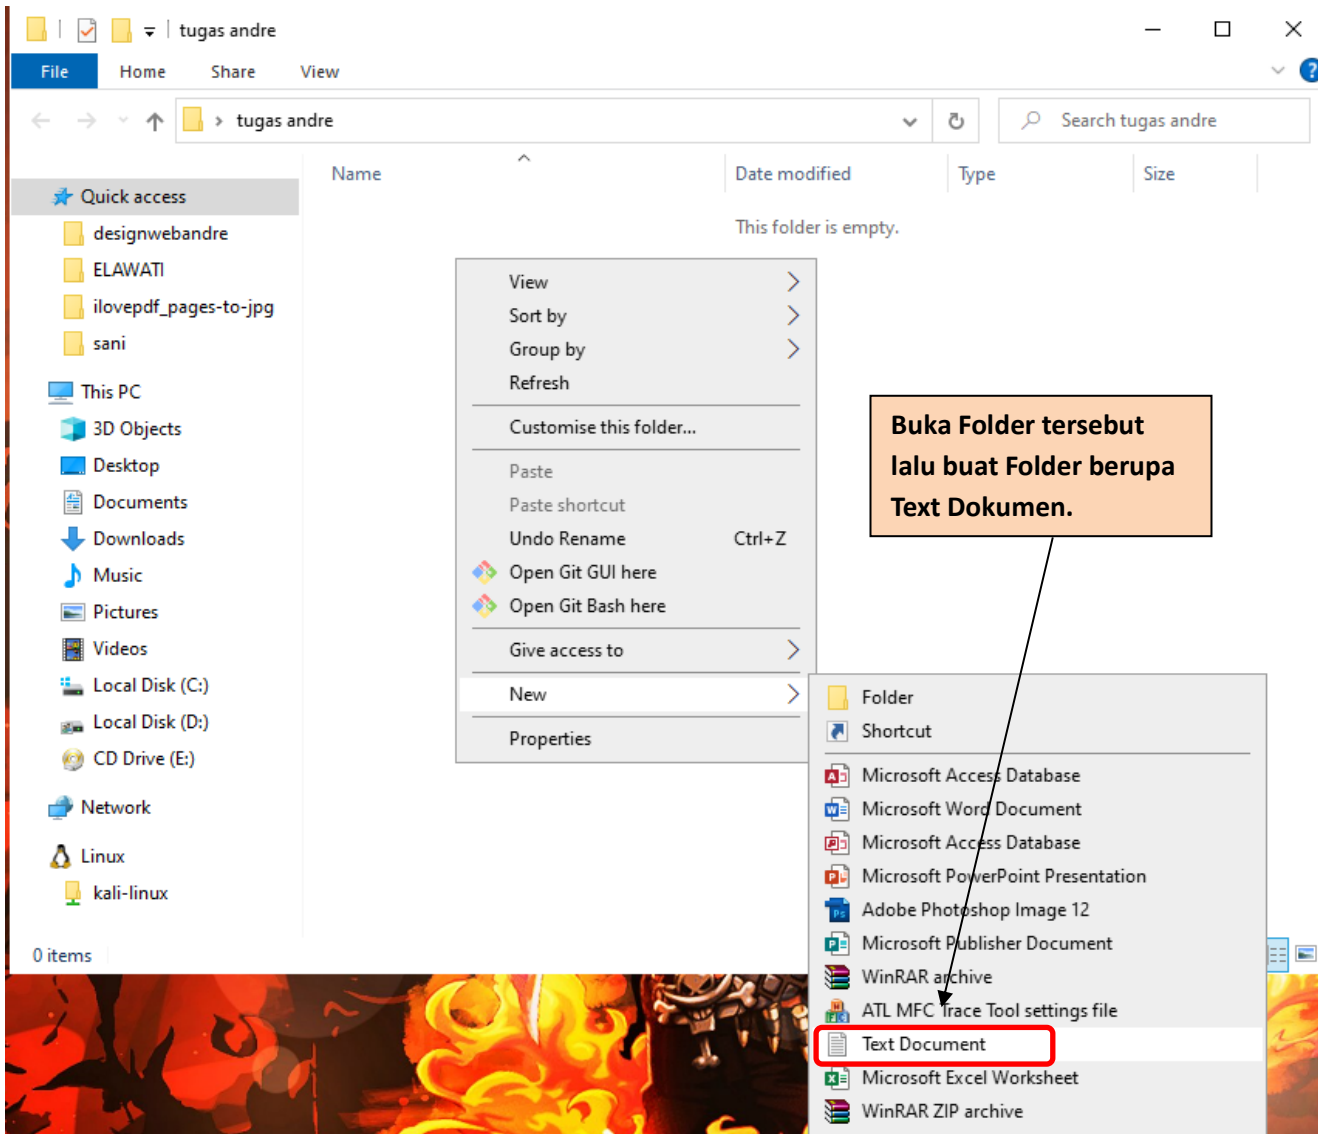 tugas andre
File Home Share View
tugas andre
Search tugas andre
Name Date modified Type Size
This folder is empty.
Quick access
designwebandre
ELAWATI
ilovepdf_pages-to-jpg
sani
This PC
3D Objects
Desktop
Documents
Downloads
Music
Pictures
Videos
Local Disk (C:)
Local Disk (D:)
CD Drive (E:)
Network
Linux
kali-linux
0 items
View
Sort by
Group by
Refresh
Customise this folder...
Paste
Paste shortcut
Undo Rename Ctrl+Z
Open Git GUI here
Open Git Bash here
Give access to
New
Properties
Buka Folder tersebut
lalu buat Folder berupa
Text Dokumen.
Folder
Shortcut
Microsoft Access Database
Microsoft Word Document
Microsoft Access Database
Microsoft PowerPoint Presentation
Adobe Photoshop Image 12
Microsoft Publisher Document
WinRAR archive
ATL MFC Trace Tool settings file
Text Document
Microsoft Excel Worksheet
WinRAR ZIP archive